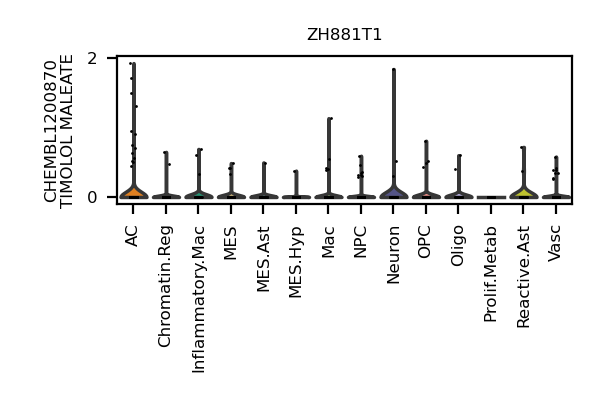 ZH881T1
CHEMBL1200870
TIMOLOL MALEATE
2
0
AC
Chromatin.Reg
Inflammatory.Mac
MES
MES.Ast
MES.Hyp
Mac
NPC
Neuron
OPC
Oligo
Prolif.Metab
Reactive.Ast
Vasc